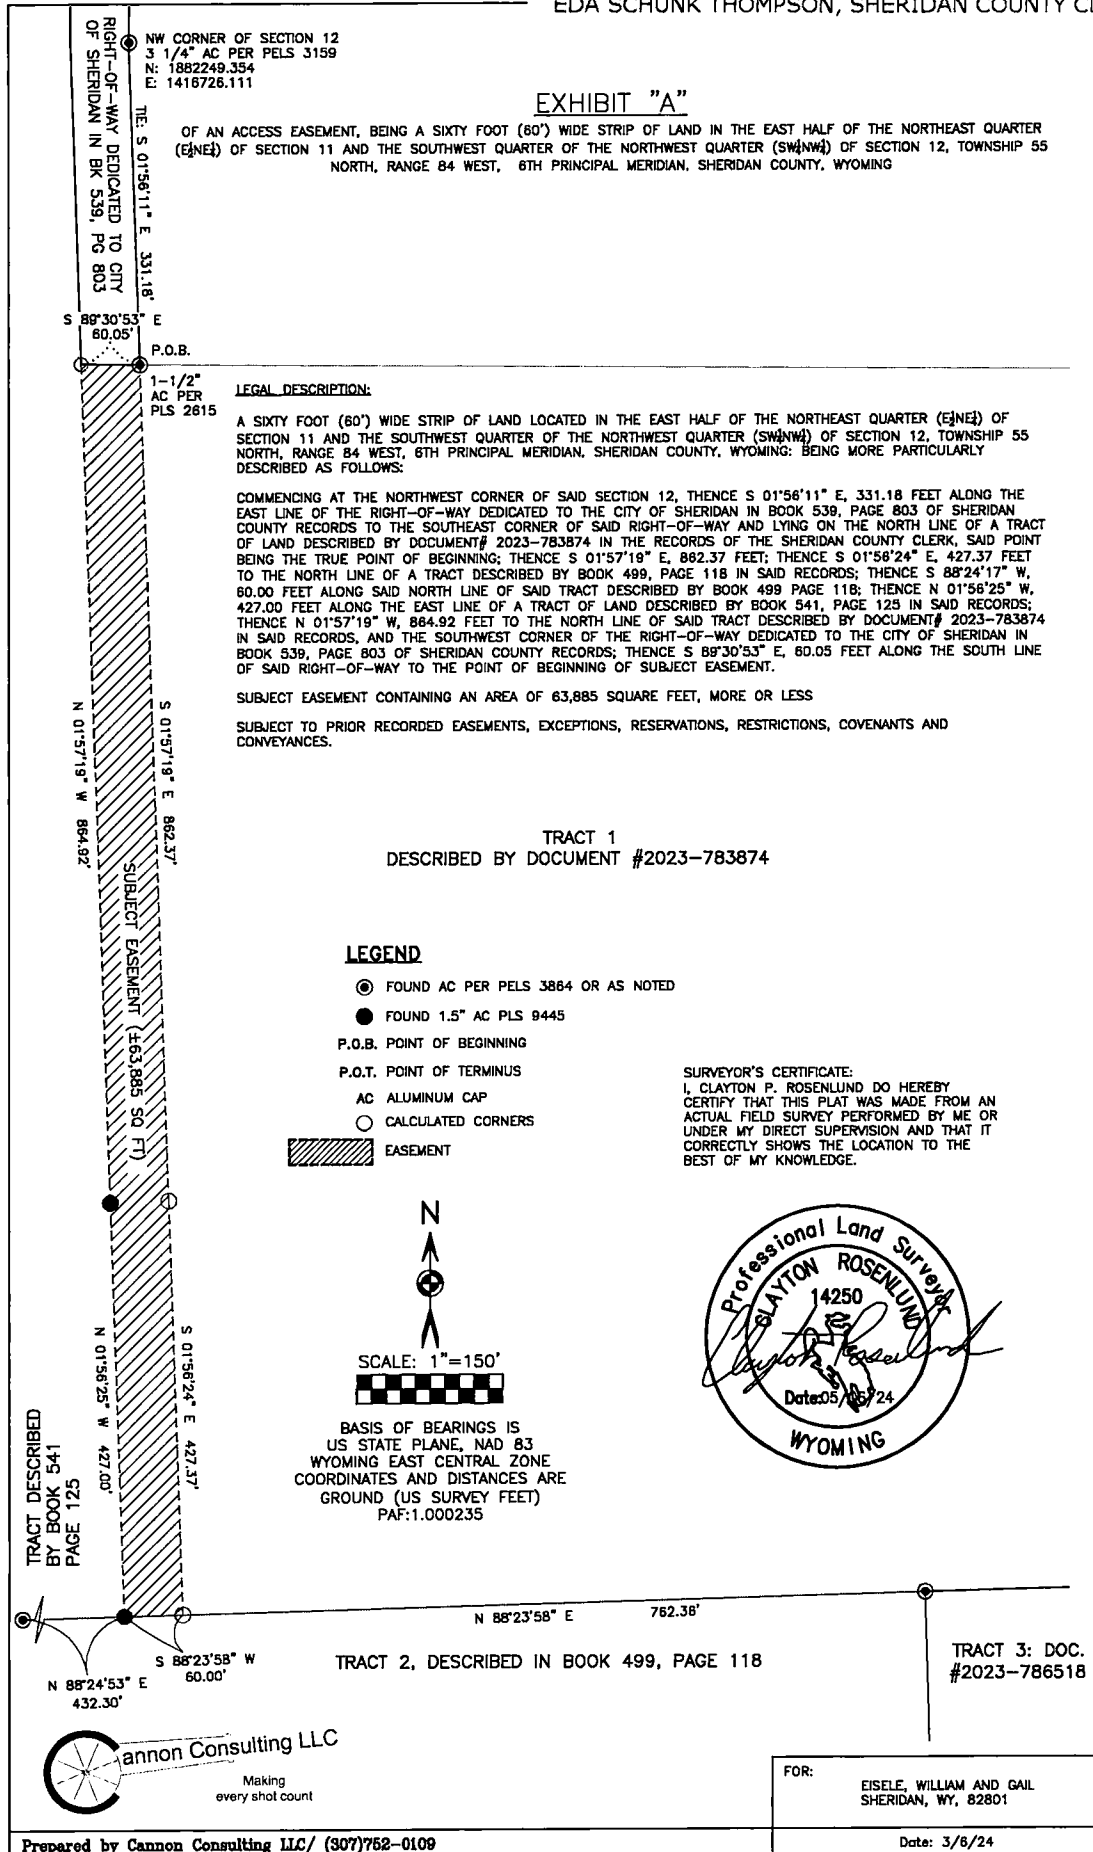 EDA SCHUNK THOMPSON, SHERIDAN COUNTY
RIGHT-OF-WAY DEDICATED TO CITY
OF SHERIDAN IN BK 539, PG 803
NW CORNER OF SECTION 12
3 1/4" AC PER PELS 3159
N: 1882249.354
E: 1416726.111
TIE: S 01°56'11" E 331.18'
EXHIBIT "A"
OF AN ACCESS EASEMENT, BEING A SIXTY FOOT (60') WIDE STRIP OF LAND IN THE EAST HALF OF THE NORTHEAST QUARTER
(E½NE¼) OF SECTION 11 AND THE SOUTHWEST QUARTER OF THE NORTHWEST QUARTER (SW¼NW¼) OF SECTION 12, TOWNSHIP 55
NORTH, RANGE 84 WEST, 6TH PRINCIPAL MERIDIAN, SHERIDAN COUNTY, WYOMING
S 89°30'53" E
60.05'
P.O.B.
1-1/2"
AC PER
PLS 2615
LEGAL DESCRIPTION:
A SIXTY FOOT (60') WIDE STRIP OF LAND LOCATED IN THE EAST HALF OF THE NORTHEAST QUARTER (E½NE¼) OF
SECTION 11 AND THE SOUTHWEST QUARTER OF THE NORTHWEST QUARTER (SW¼NW¼) OF SECTION 12, TOWNSHIP 55
NORTH, RANGE 84 WEST, 6TH PRINCIPAL MERIDIAN, SHERIDAN COUNTY, WYOMING: BEING MORE PARTICULARLY
DESCRIBED AS FOLLOWS:
COMMENCING AT THE NORTHWEST CORNER OF SAID SECTION 12, THENCE S 01°56'11" E, 331.18 FEET ALONG THE
EAST LINE OF THE RIGHT-OF-WAY DEDICATED TO THE CITY OF SHERIDAN IN BOOK 539, PAGE 803 OF SHERIDAN
COUNTY RECORDS TO THE SOUTHEAST CORNER OF SAID RIGHT-OF-WAY AND LYING ON THE NORTH LINE OF A TRACT
OF LAND DESCRIBED BY DOCUMENT# 2023-783874 IN THE RECORDS OF THE SHERIDAN COUNTY CLERK, SAID POINT
BEING THE TRUE POINT OF BEGINNING; THENCE S 01°57'19" E, 862.37 FEET; THENCE S 01°56'24" E, 427.37 FEET
TO THE NORTH LINE OF A TRACT DESCRIBED BY BOOK 499, PAGE 118 IN SAID RECORDS; THENCE S 88°24'17" W,
60.00 FEET ALONG SAID NORTH LINE OF SAID TRACT DESCRIBED BY BOOK 499 PAGE 118; THENCE N 01°56'25" W,
427.00 FEET ALONG THE EAST LINE OF A TRACT OF LAND DESCRIBED BY BOOK 541, PAGE 125 IN SAID RECORDS;
THENCE N 01°57'19" W, 864.92 FEET TO THE NORTH LINE OF SAID TRACT DESCRIBED BY DOCUMENT# 2023-783874
IN SAID RECORDS, AND THE SOUTHWEST CORNER OF THE RIGHT-OF-WAY DEDICATED TO THE CITY OF SHERIDAN IN
BOOK 539, PAGE 803 OF SHERIDAN COUNTY RECORDS; THENCE S 89°30'53" E, 60.05 FEET ALONG THE SOUTH LINE
OF SAID RIGHT-OF-WAY TO THE POINT OF BEGINNING OF SUBJECT EASEMENT.
SUBJECT EASEMENT CONTAINING AN AREA OF 63,885 SQUARE FEET, MORE OR LESS
SUBJECT TO PRIOR RECORDED EASEMENTS, EXCEPTIONS, RESERVATIONS, RESTRICTIONS, COVENANTS AND
CONVEYANCES.
N 01°57'19" W 864.92'
S 01°57'19" E 862.37'
SUBJECT EASEMENT (±63,885 SQ FT)
TRACT 1
DESCRIBED BY DOCUMENT #2023-783874
LEGEND
FOUND AC PER PELS 3864 OR AS NOTED
FOUND 1.5" AC PLS 9445
P.O.B. POINT OF BEGINNING
P.O.T. POINT OF TERMINUS
AC ALUMINUM CAP
CALCULATED CORNERS
EASEMENT
SURVEYOR'S CERTIFICATE:
I, CLAYTON P. ROSENLUND DO HEREBY
CERTIFY THAT THIS PLAT WAS MADE FROM AN
ACTUAL FIELD SURVEY PERFORMED BY ME OR
UNDER MY DIRECT SUPERVISION AND THAT IT
CORRECTLY SHOWS THE LOCATION TO THE
BEST OF MY KNOWLEDGE.
N
SCALE: 1"=150'
BASIS OF BEARINGS IS
US STATE PLANE, NAD 83
WYOMING EAST CENTRAL ZONE
COORDINATES AND DISTANCES ARE
GROUND (US SURVEY FEET)
PAF:1.000235
Professional Land Surveyor
CLAYTON ROSENLUND
14250
Clayton Rosenlund
Date:05/ /24
WYOMING
N 01°56'25" W 427.00'
S 01°56'24" E 427.37'
TRACT DESCRIBED
BY BOOK 541
PAGE 125
N 88°23'58" E 762.38'
S 88°23'58" W
60.00'
N 88°24'53" E
432.30'
TRACT 2, DESCRIBED IN BOOK 499, PAGE 118
TRACT 3: DOC.
#2023-786518
Cannon Consulting LLC
Making
every shot count
FOR:
EISELE, WILLIAM AND GAIL
SHERIDAN, WY, 82801
Prepared by Cannon Consulting LLC/ (307)752-0109
Date: 3/6/24